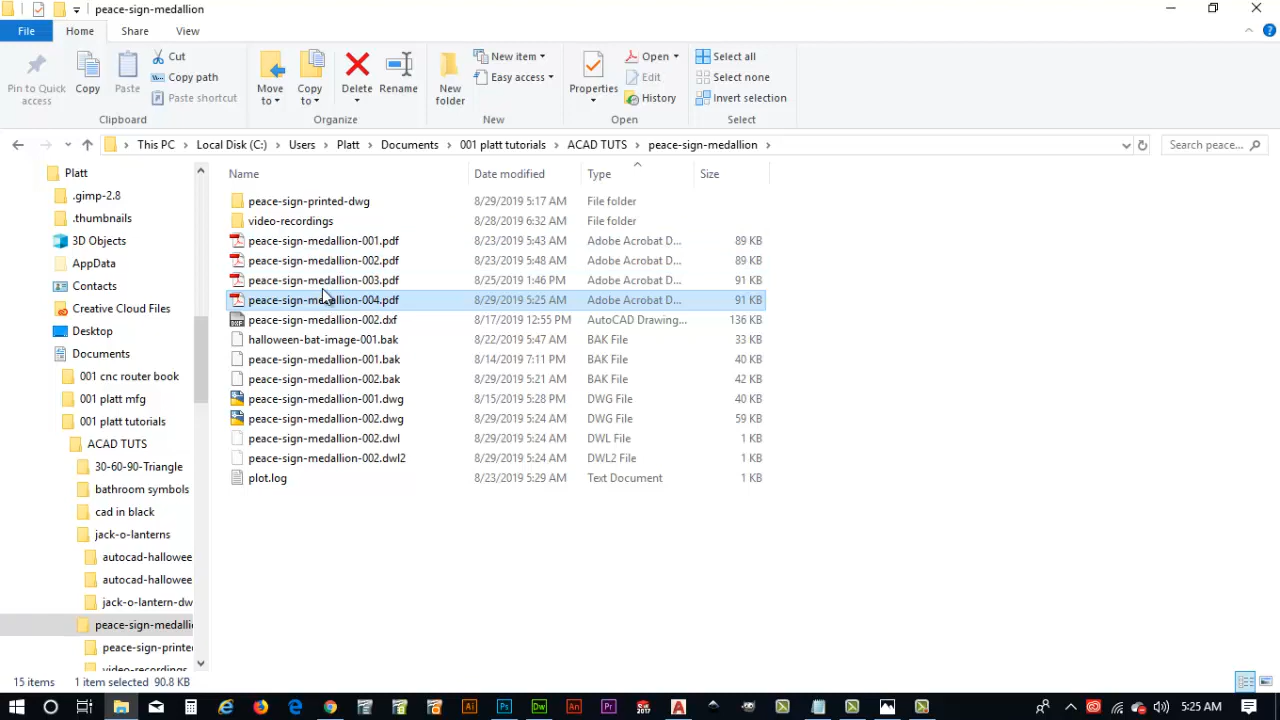 peace-sign-medallion
File Home Share View
Pin to Quick access
Copy
Paste
Cut
Copy path
Paste shortcut
Clipboard
Move to
Copy to
Delete
Rename
Organize
New folder
New item
Easy access
New
Properties
Open
Edit
History
Open
Select all
Select none
Invert selection
Select
This PC Local Disk (C:) Users Platt Documents 001 platt tutorials ACAD TUTS peace-sign-medallion
Search peace...
Platt
.gimp-2.8
.thumbnails
3D Objects
AppData
Contacts
Creative Cloud Files
Desktop
Documents
001 cnc router book
001 platt mfg
001 platt tutorials
ACAD TUTS
30-60-90-Triangle
bathroom symbols
cad in black
jack-o-lanterns
autocad-hallowee
autocad-hallowee
jack-o-lantern-dw
peace-sign-medalli
peace-sign-printe
video-recordings
Name Date modified Type Size
peace-sign-printed-dwg 8/29/2019 5:17 AM File folder
video-recordings 8/28/2019 6:32 AM File folder
peace-sign-medallion-001.pdf 8/23/2019 5:43 AM Adobe Acrobat D... 89 KB
peace-sign-medallion-002.pdf 8/23/2019 5:48 AM Adobe Acrobat D... 89 KB
peace-sign-medallion-003.pdf 8/25/2019 1:46 PM Adobe Acrobat D... 91 KB
peace-sign-medallion-004.pdf 8/29/2019 5:25 AM Adobe Acrobat D... 91 KB
peace-sign-medallion-002.dxf 8/17/2019 12:55 PM AutoCAD Drawing... 136 KB
halloween-bat-image-001.bak 8/22/2019 5:47 AM BAK File 33 KB
peace-sign-medallion-001.bak 8/14/2019 7:11 PM BAK File 40 KB
peace-sign-medallion-002.bak 8/29/2019 5:21 AM BAK File 42 KB
peace-sign-medallion-001.dwg 8/15/2019 5:28 PM DWG File 40 KB
peace-sign-medallion-002.dwg 8/29/2019 5:24 AM DWG File 59 KB
peace-sign-medallion-002.dwl 8/29/2019 5:24 AM DWL File 1 KB
peace-sign-medallion-002.dwl2 8/29/2019 5:24 AM DWL2 File 1 KB
plot.log 8/23/2019 5:29 AM Text Document 1 KB
15 items 1 item selected 90.8 KB
Ai Ps Dw An Pr
5:25 AM